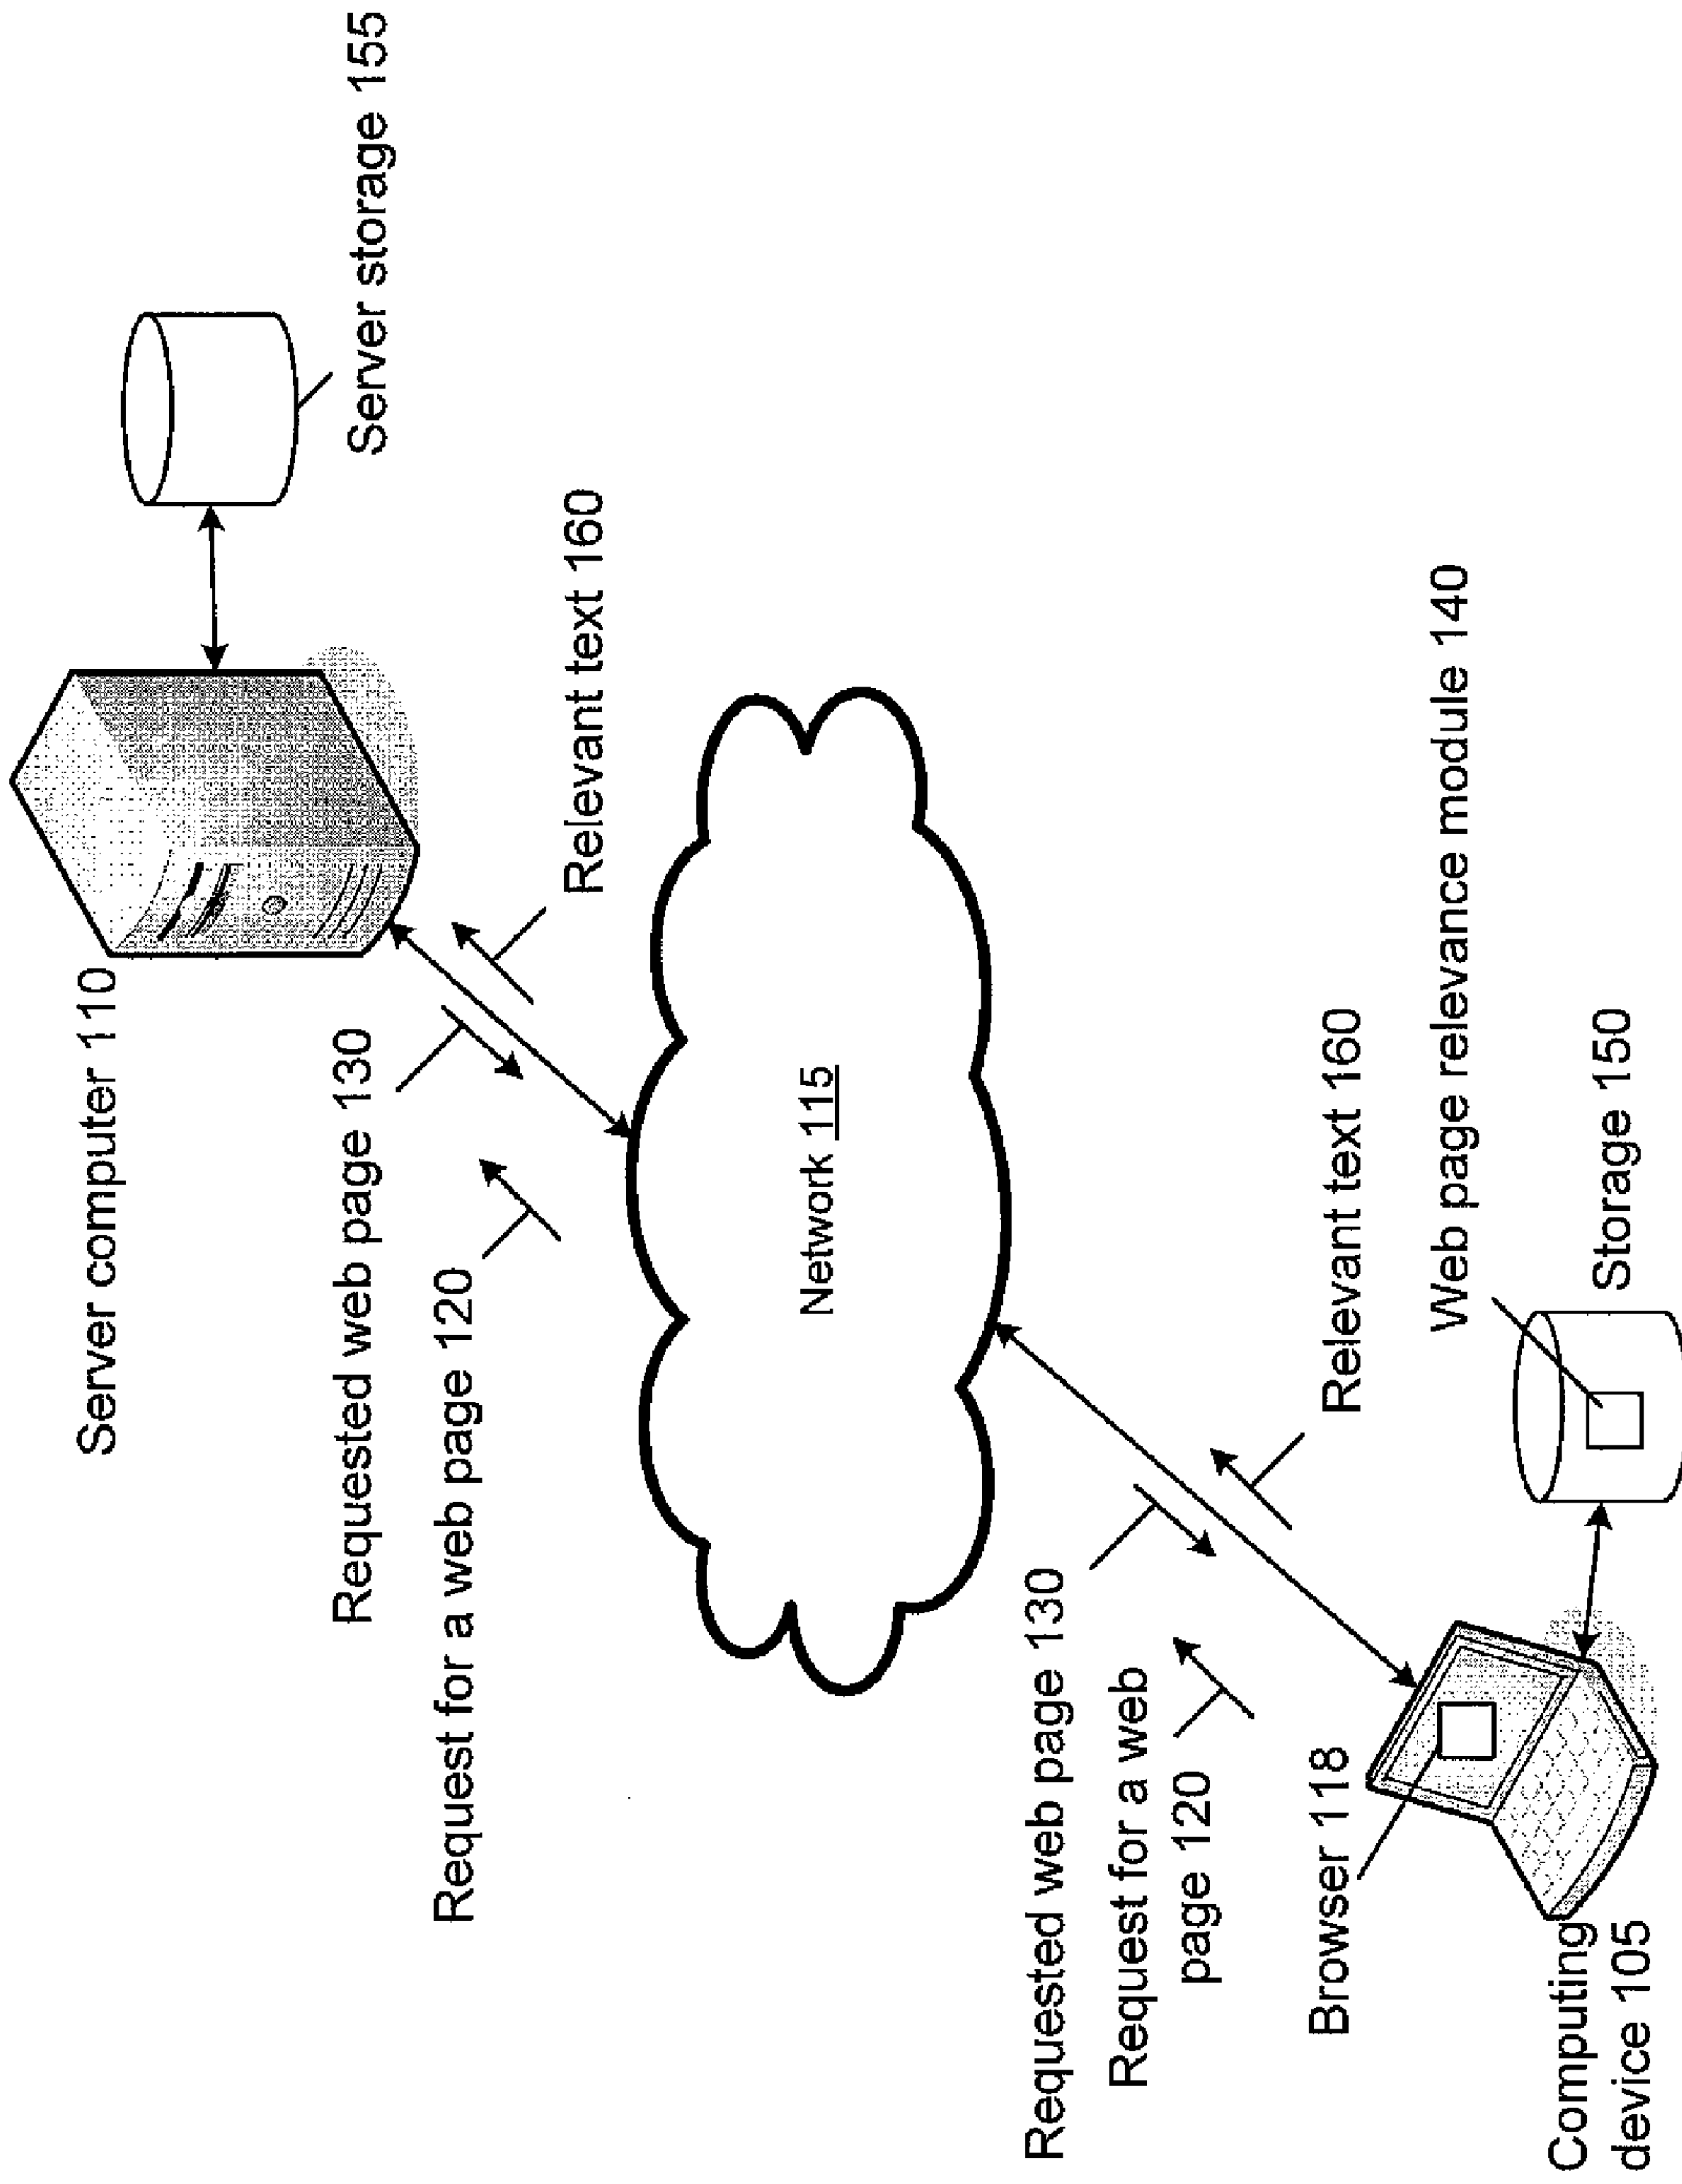 Server computer 110
Server storage 155
Requested web page 130
Request for a web page 120
Relevant text 160
Network 115
Requested web page 130
Request for a web
page 120
Relevant text 160
Browser 118
Web page relevance module 140
Computing
device 105
Storage 150